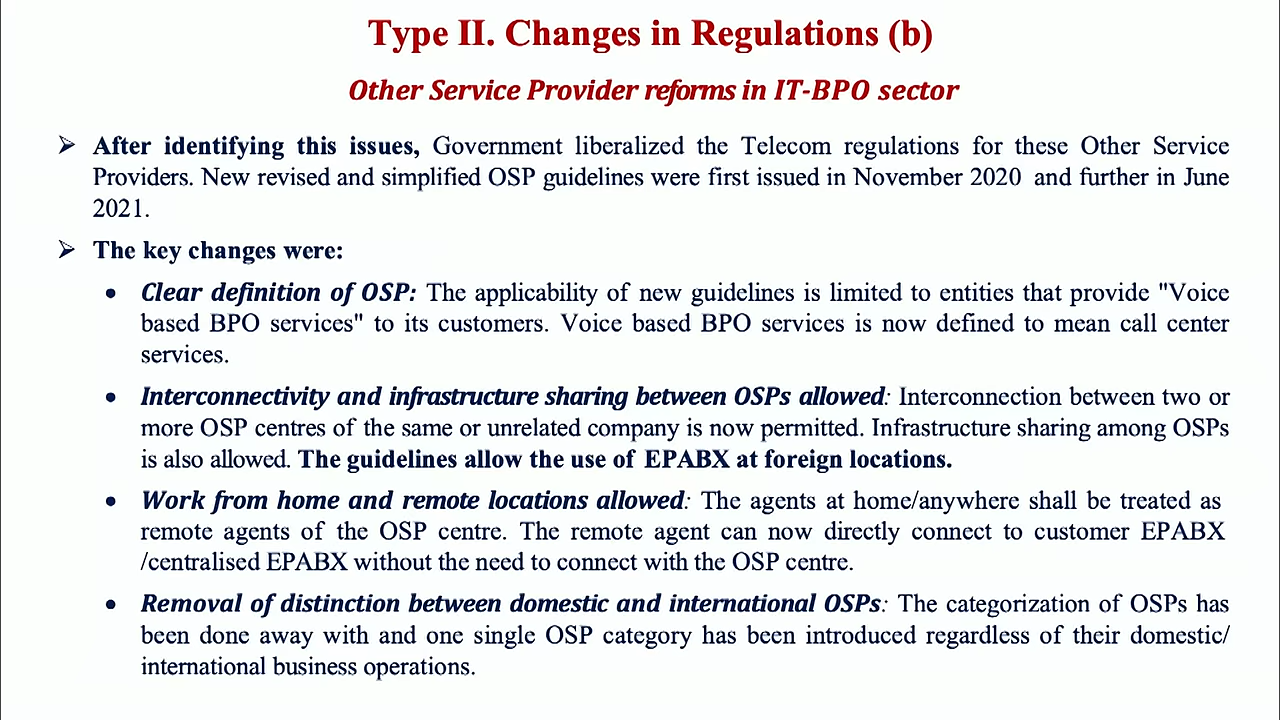 Type II. Changes in Regulations (b)
Other Service Provider reforms in IT-BPO sector
➢ After identifying this issues, Government liberalized the Telecom regulations for these Other Service
Providers. New revised and simplified OSP guidelines were first issued in November 2020 and further in June
2021.
➢ The key changes were:
• Clear definition of OSP: The applicability of new guidelines is limited to entities that provide "Voice
based BPO services" to its customers. Voice based BPO services is now defined to mean call center
services.
• Interconnectivity and infrastructure sharing between OSPs allowed: Interconnection between two or
more OSP centres of the same or unrelated company is now permitted. Infrastructure sharing among OSPs
is also allowed. The guidelines allow the use of EPABX at foreign locations.
• Work from home and remote locations allowed: The agents at home/anywhere shall be treated as
remote agents of the OSP centre. The remote agent can now directly connect to customer EPABX
/centralised EPABX without the need to connect with the OSP centre.
• Removal of distinction between domestic and international OSPs: The categorization of OSPs has
been done away with and one single OSP category has been introduced regardless of their domestic/
international business operations.